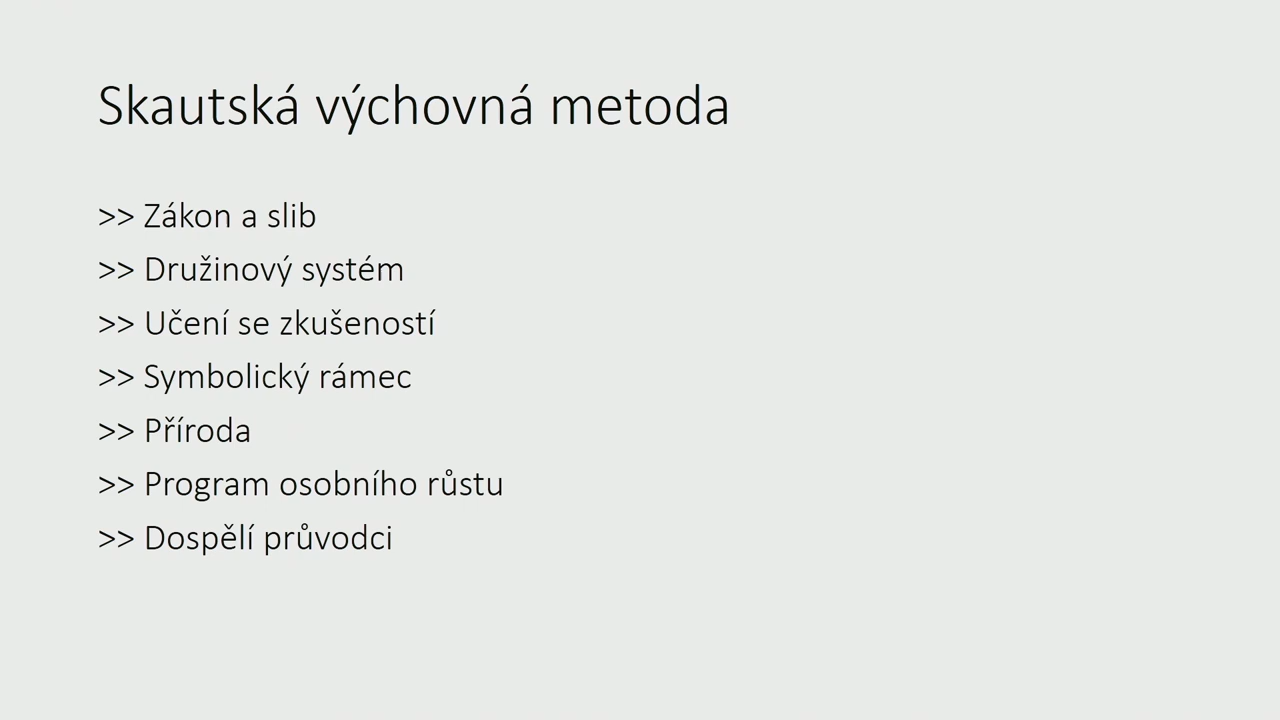 Skautská výchovná metoda
>> Zákon a slib
>> Družinový systém
>> Učení se zkušeností
>> Symbolický rámec
>> Příroda
>> Program osobního růstu
>> Dospělí průvodci